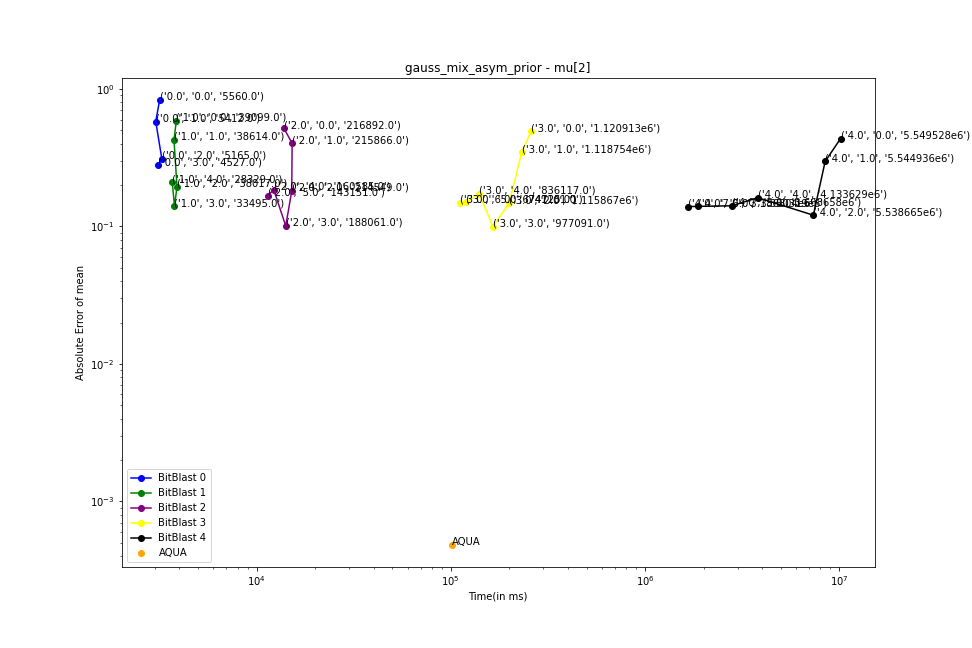 gauss_mix_asym_prior - mu[2]
10⁰
('0.0', '0.0', '5560.0')
('2.0', '0.0', '216892.0')
('3.0', '0.0', '1.120913e6')
('4.0', '0.0', '5.549528e6')
('1.0', '1.0', '38614.0')
('2.0', '1.0', '215866.0')
('3.0', '1.0', '1.118754e6')
('4.0', '1.0', '5.544936e6')
('0.0', '2.0', '5165.0')
'3.0', '4527.0')
('1.0', '4.0', '28329.0')
('3.0', '4.0', '836117.0')
('4.0', '4.0', '4.133629e6')
('1.0', '3.0', '33495.0')
('2.0', '3.0', '188061.0')
('3.0', '3.0', '977091.0')
('4.0', '2.0', '5.538665e6')
10⁻¹
Absolute Error of mean
10⁻²
10⁻³
AQUA
BitBlast 0
BitBlast 1
BitBlast 2
BitBlast 3
BitBlast 4
AQUA
10⁴
10⁵
10⁶
10⁷
Time(in ms)